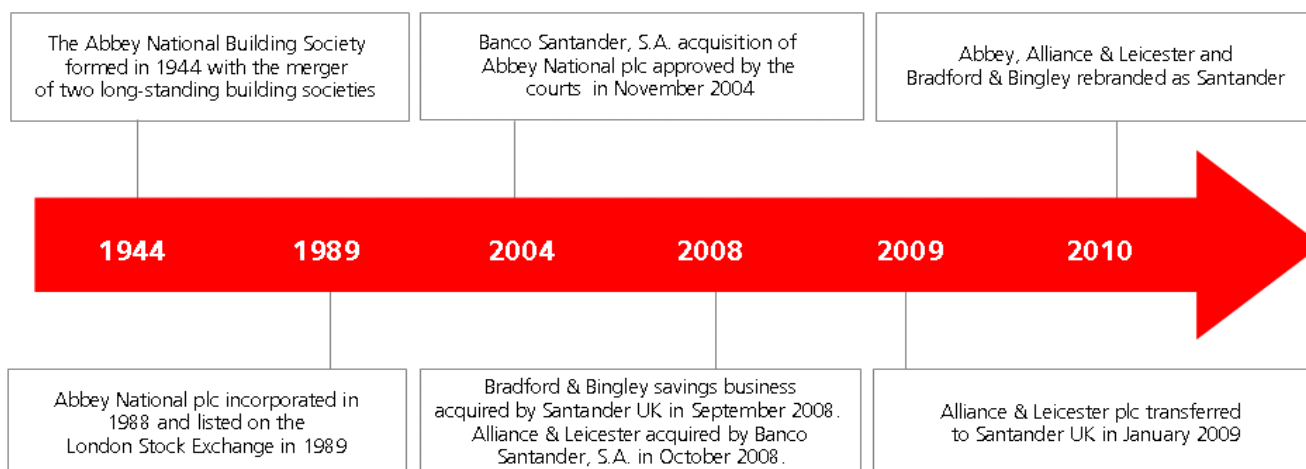 The Abbey National Building Society
formed in 1944 with the merger
of two long-standing building societies
Banco Santander, S.A. acquisition of
Abbey National plc approved by the
courts in November 2004
Abbey, Alliance & Leicester and
Bradford & Bingley rebranded as Santander
1944
1989
2004
2008
2009
2010
Abbey National plc incorporated in
1988 and listed on the
London Stock Exchange in 1989
Bradford & Bingley savings business
acquired by Santander UK in September 2008.
Alliance & Leicester acquired by Banco
Santander, S.A. in October 2008.
Alliance & Leicester plc transferred
to Santander UK in January 2009